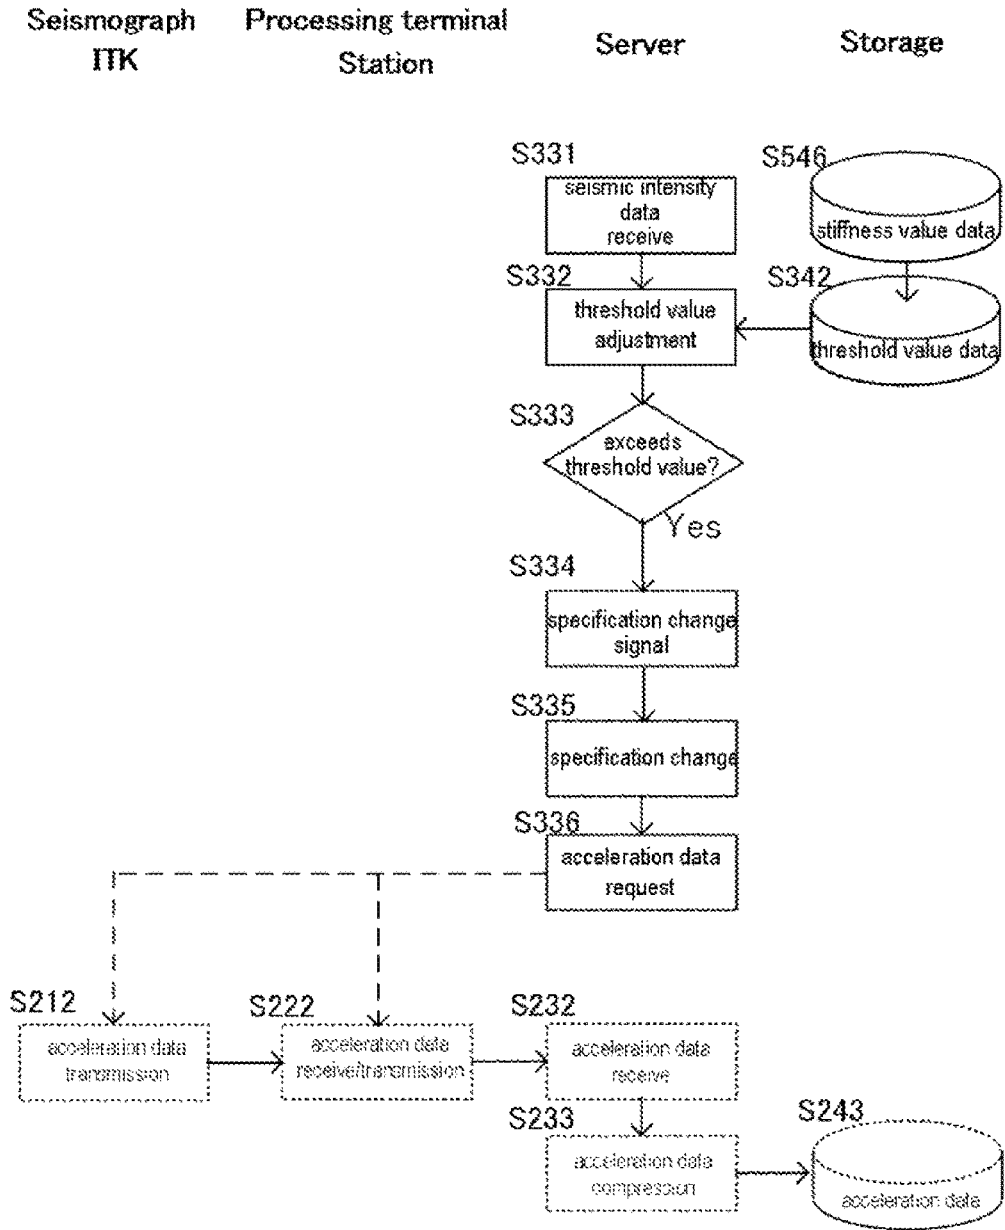 Seismograph
ITK
Processing terminal
Station
Server
Storage
S331
seismic intensity
data
receive
S546
stiffness value data
S332
threshold value
adjustment
S342
threshold value data
S333
exceeds
threshold value?
Yes
S334
specification change
signal
S335
specification change
S336
acceleration data
request
S212
acceleration data
transmission
S222
acceleration data
receive/transmission
S232
acceleration data
receive
S233
acceleration data
compression
S243
acceleration data